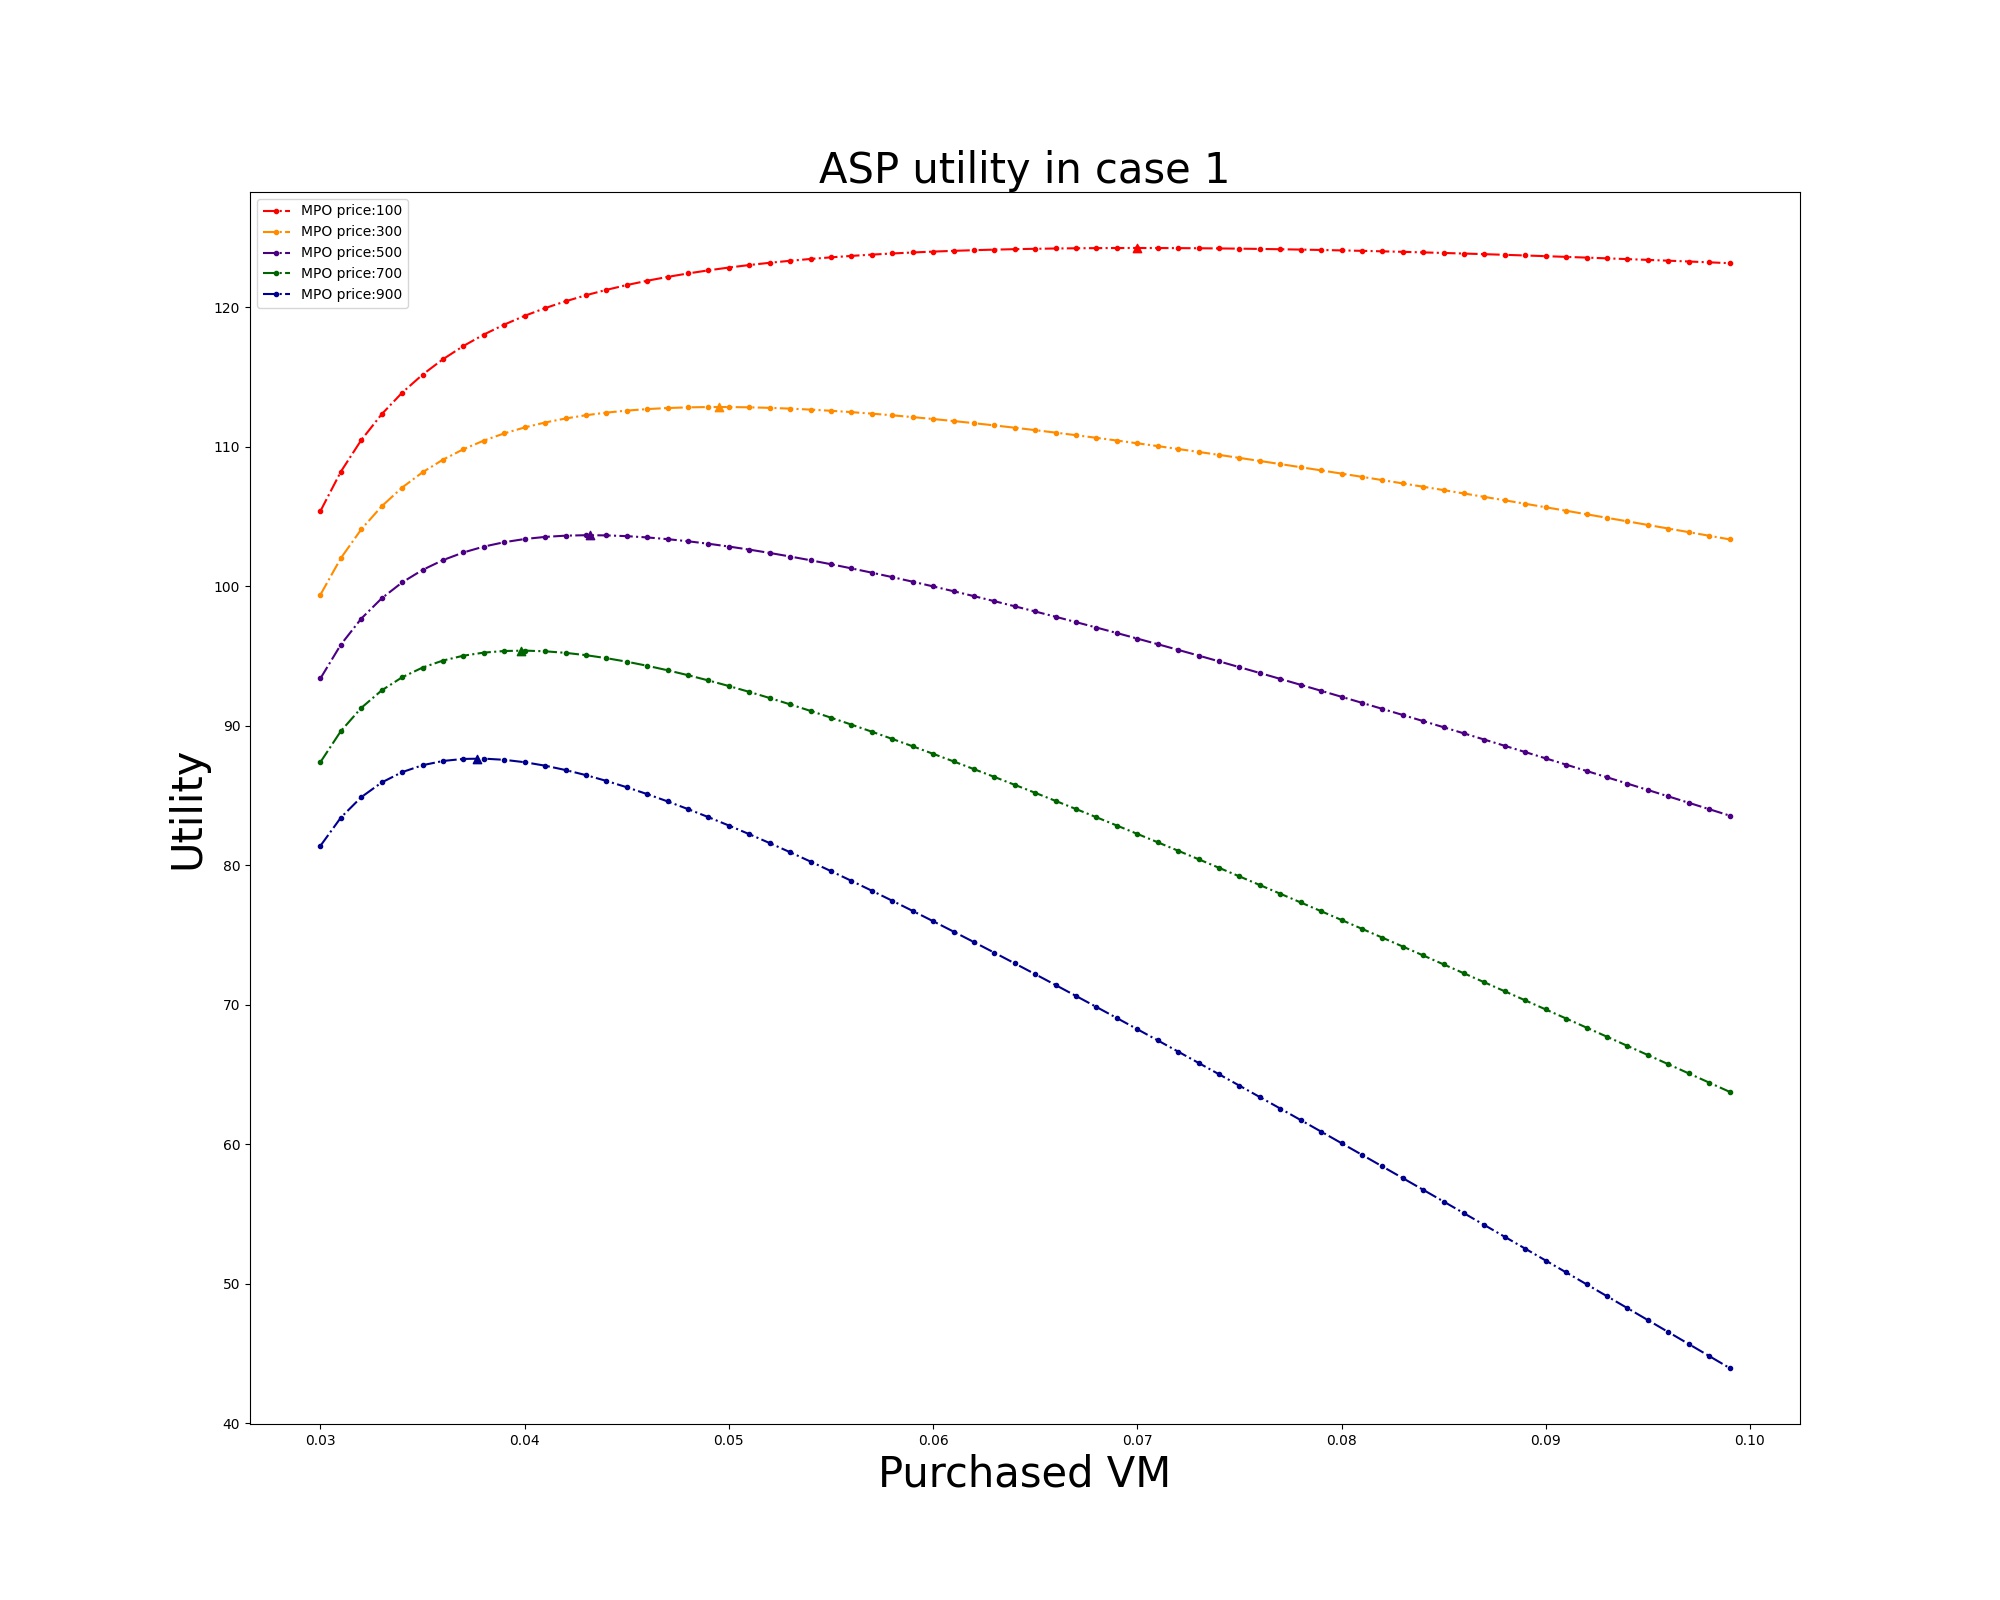 ASP utility in case 1
MPO price:100
MPO price:300
MPO price:500
MPO price:700
MPO price:900
120
110
100
90
80
70
60
50
40
Utility
0.03 0.04 0.05 0.06 0.07 0.08 0.09 0.10
Purchased VM